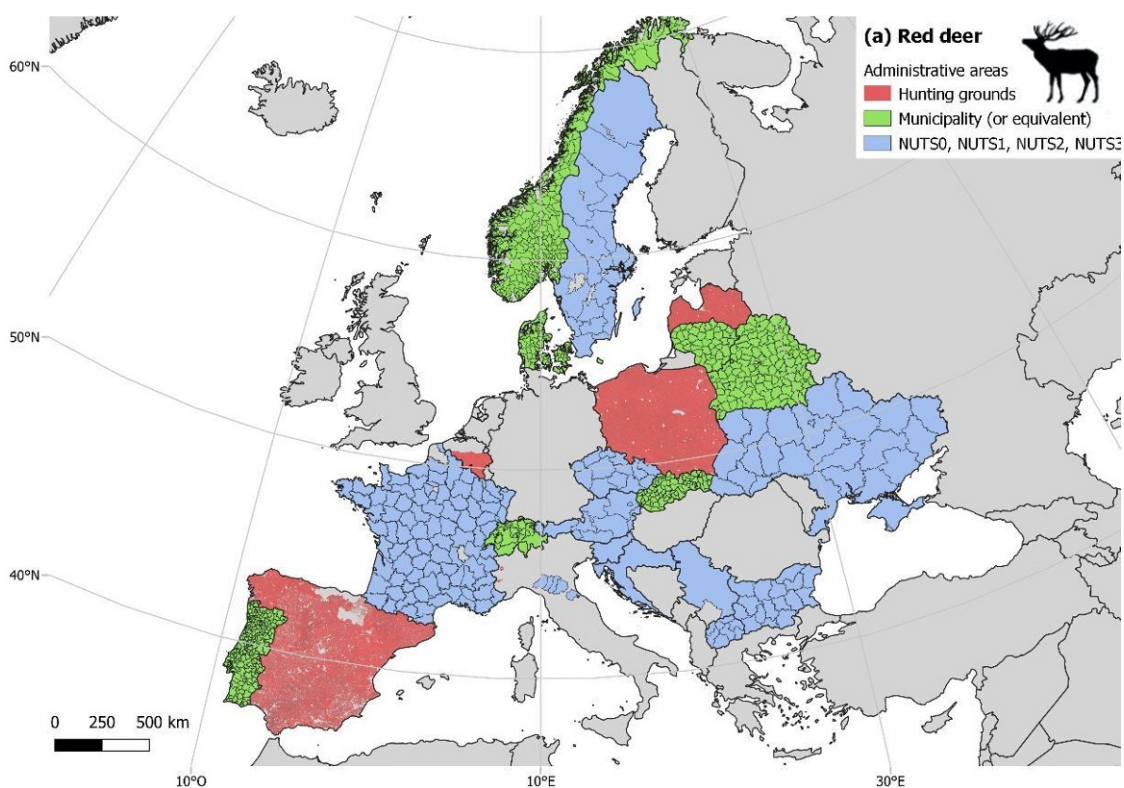 (a) Red deer
Administrative areas
Hunting grounds
Municipality (or equivalent)
NUTS0, NUTS1, NUTS2, NUTS3
60°N
50°N
40°N
0 250 500 km
10°O 10°E 30°E